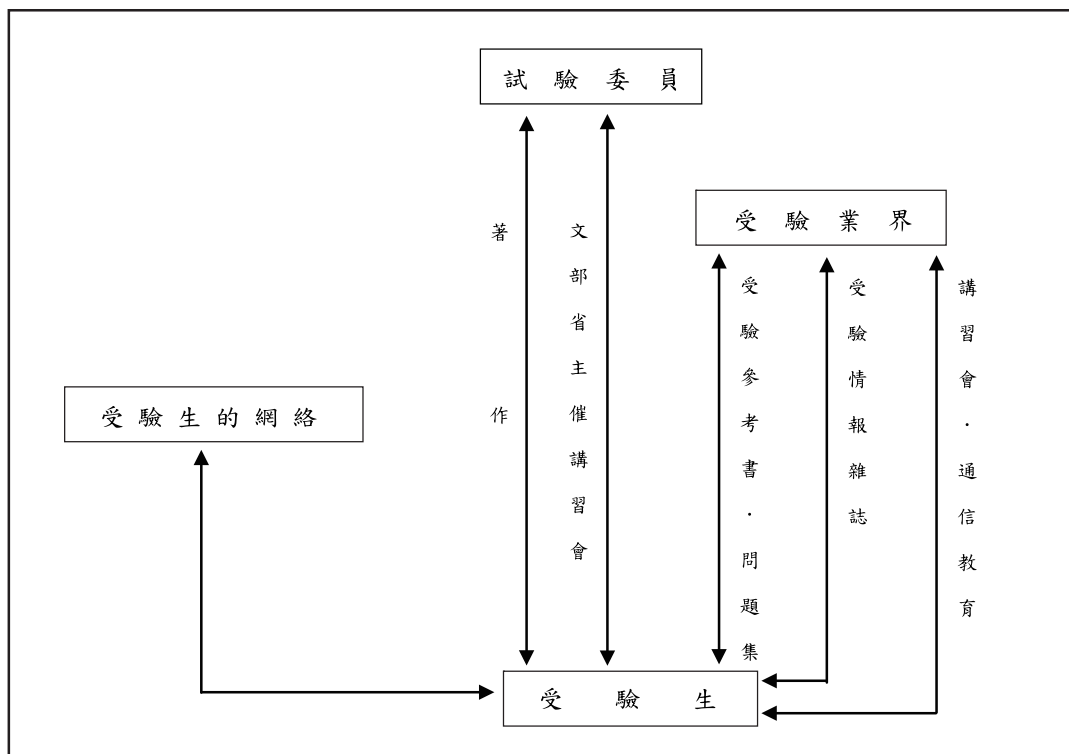 試驗委員
受驗業界
受驗生的網絡
著作
文部省主催講習會
受驗參考書．問題集
受驗情報雜誌
講習會．通信教育
受驗生